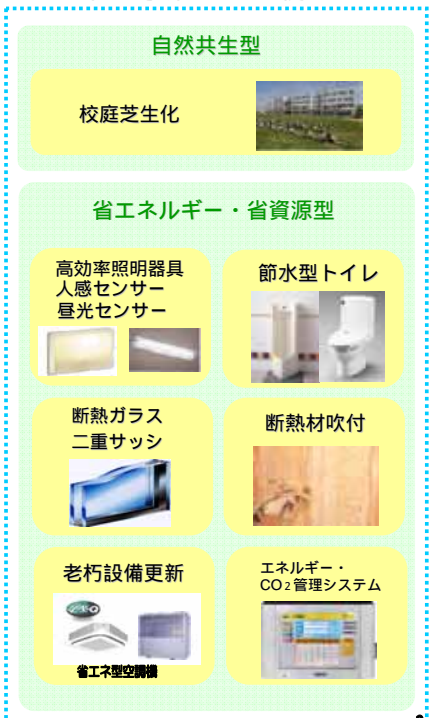 自然共生型
校庭芝生化
省エネルギー・省資源型
高効率照明器具
人感センサー
昼光センサー
節水型トイレ
断熱ガラス
二重サッシ
断熱材吹付
老朽設備更新
省エネ型空調機
エネルギー・
CO2管理システム